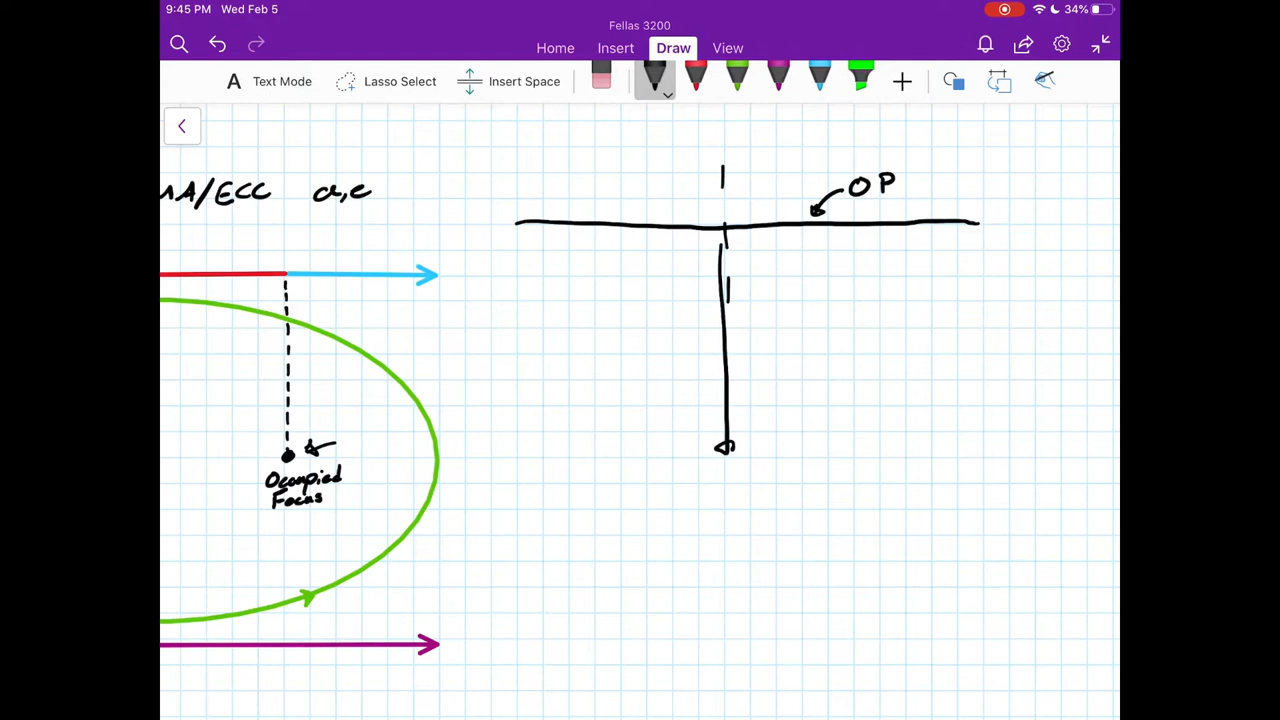 9:45 PM Wed Feb 5
34%
Fellas 3200
Home Insert Draw View
A Text Mode Lasso Select Insert Space
/ECC a,e
OP
Occupied
Focus